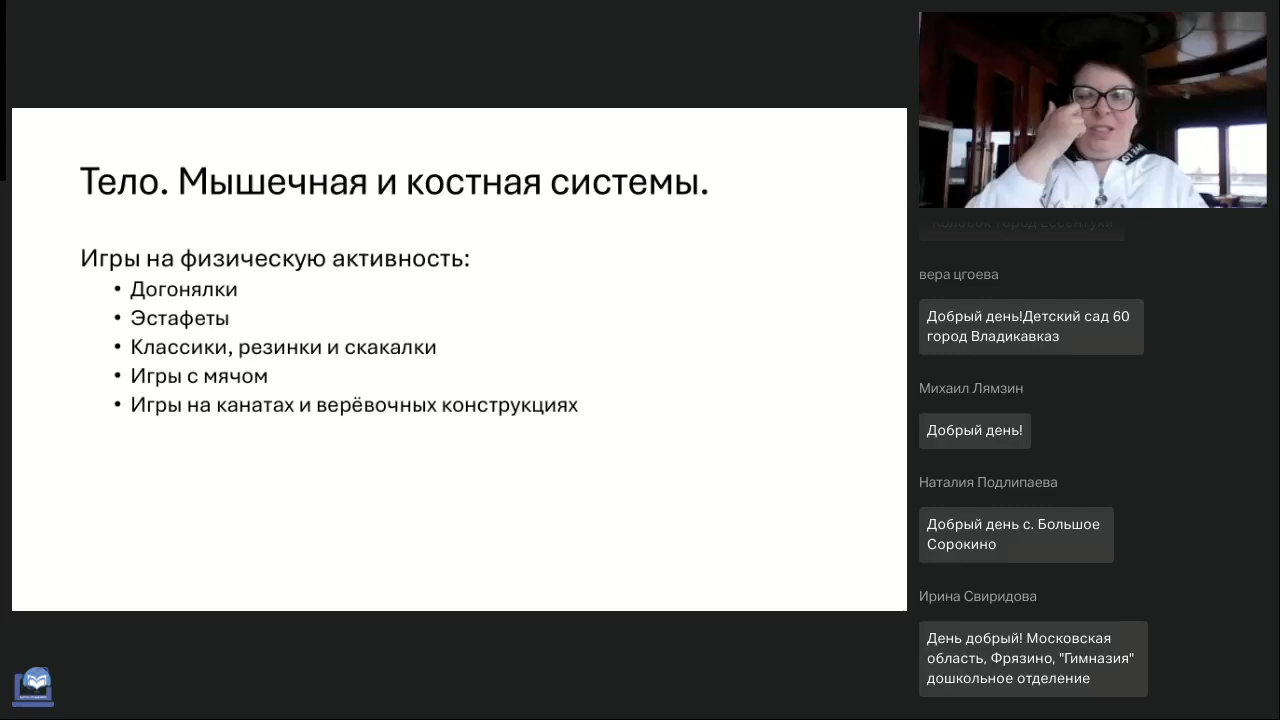 Тело. Мышечная и костная системы.
Игры на физическую активность:
• Догонялки
• Эстафеты
• Классики, резинки и скакалки
• Игры с мячом
• Игры на канатах и верёвочных конструкциях
вера цгоева
Добрый день!Детский сад 60
город Владикавказ
Михаил Лямзин
Добрый день!
Наталия Подлипаева
Добрый день с. Большое
Сорокино
Ирина Свиридова
День добрый! Московская
область, Фрязино, "Гимназия"
дошкольное отделение